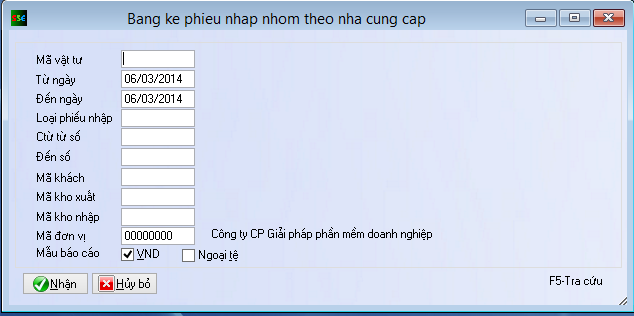 Bang ke phieu nhap nhom theo nha cung cap
Mã vật tư
Từ ngày 06/03/2014
Đến ngày 06/03/2014
Loại phiếu nhập
Ctừ từ số
Đến số
Mã khách
Mã kho xuất
Mã kho nhập
Mã đơn vị 00000000 Công ty CP Giải pháp phần mềm doanh nghiệp
Mẫu báo cáo VND Ngoại tệ
Nhận Hủy bỏ F5-Tra cứu